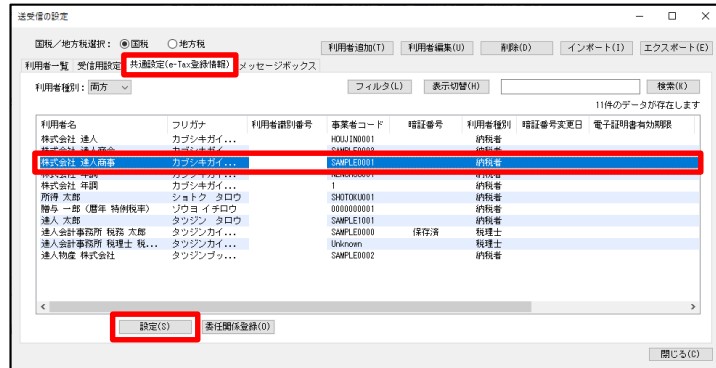 送受信の設定
国税／地方税選択： 国税 地方税 利用者追加(T) 利用者編集(U) 削除(D) インポート(I) エクスポート(E)
利用者一覧 受信用設定 共通設定(e-Tax登録情報) メッセージボックス
利用者種別： 両方 フィルタ(L) 表示切替(H) 検索(K)
11件のデータが存在します
利用者名 フリガナ 利用者識別番号 事業者コード 暗証番号 利用者種別 暗証番号変更日 電子証明書有効期限
株式会社 達人 カブシキガイ... HOUJIN0001 納税者
株式会社 達人商事 カブシキガイ... SAMPLE0001 納税者
株式会社 年調 カブシキガイ... 1 納税者
所得 太郎 ショトク タロウ SHOTOKU001 納税者
贈与 一郎（暦年 特例税率） ゾウヨ イチロウ 0000000001 納税者
達人 太郎 タツジン タロウ SAMPLE1001 納税者
達人会計事務所 税務 太郎 タツジンカイ... SAMPLE0000 保存済 税理士
達人会計事務所 税理士 税... タツジンカイ... Unknown 税理士
達人物産 株式会社 タツジンブッ... SAMPLE0002 納税者
設定(S) 委任関係登録(O)
閉じる(C)